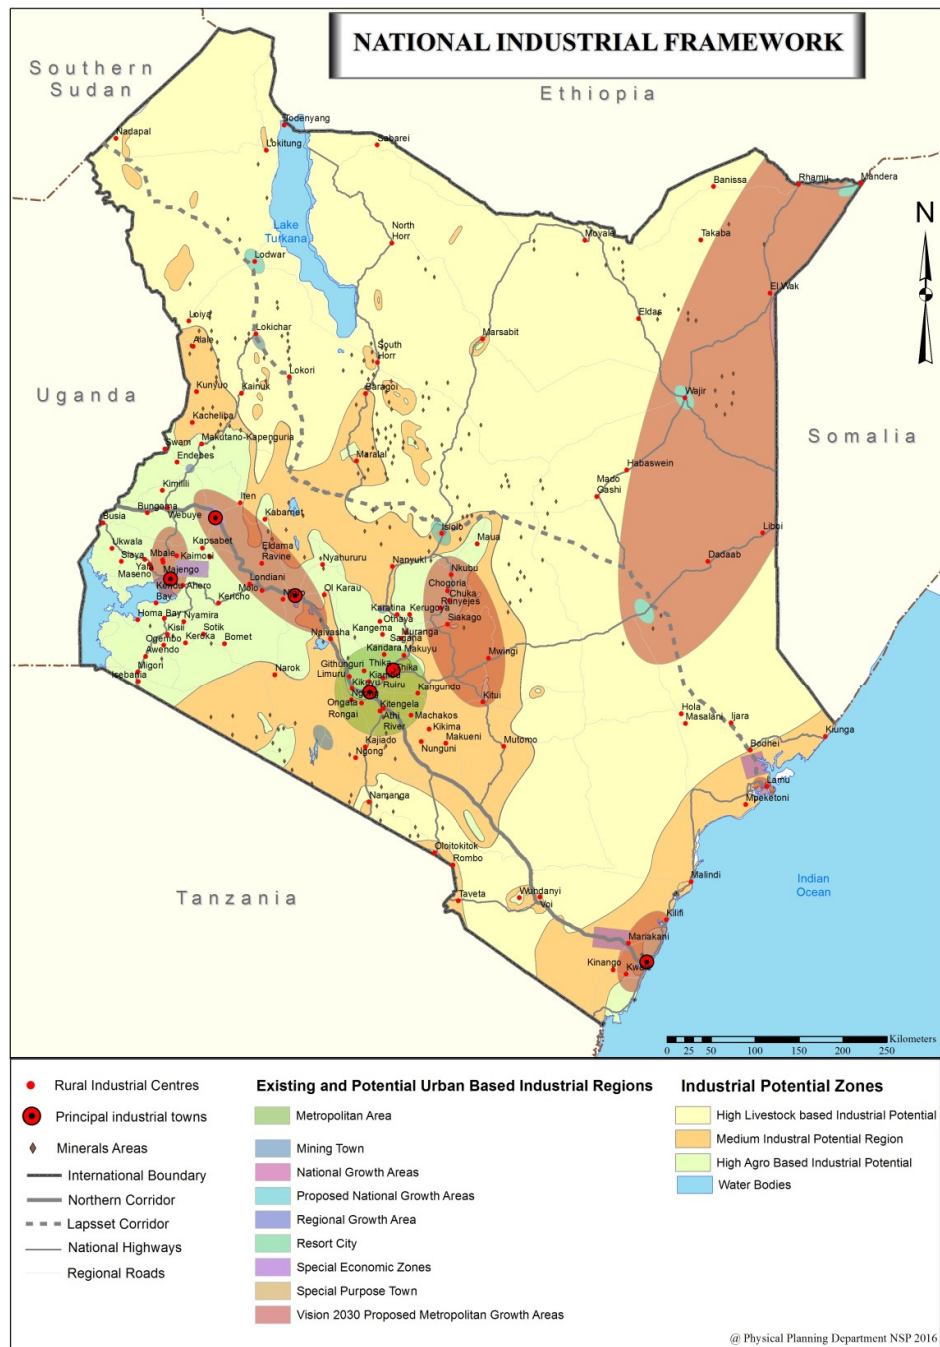 NATIONAL INDUSTRIAL FRAMEWORK
Southern
Sudan
Ethiopia
Todenyang
Nadapal
Lokitung
Sabarei
Banissa
Rhamu
Mandera
N
Lake
Turkana
North
Horr
Moyale
Takaba
Lodwar
El Wak
Loiya
Lokichar
Eldas
Marsabit
Alale
South
Horr
Lokori
Uganda
Kunyuo
Kainuk
Baragoi
Wajir
Kacheliba
Somalia
Swam
Makutano-Kapenguria
Endebes
Maralal
Habaswein
Mado
Gashi
Kimilili
Iten
Bungoma
Webuye
Kabarnet
Busia
Isiolo
Liboi
Ukwala
Kapsabet
Eldama
Ravine
Maua
Siaya
Mbale
Kaimosi
Nyahururu
Nanyuki
Dadaab
Yala
Maseno
Majengo
Nkubu
Londiani
Chogoria
Kendu
Bay
Ahero
Molo
Ol Karau
Chuka
Kericho
Runyejes
Homa Bay
Nyamira
Karatina
Kerugoya
Othaya
Siakago
Kisii
Sotik
Kangema
Muranga
Ogembo
Keroka
Bomet
Naivasha
Sagana
Awendo
Kandara
Makuyu
Mwingi
Migori
Narok
Githunguri
Thika
Thika
Isebania
Limuru
Kiambu
Kikuyu
Ruiru
Kangundo
Kitui
Hola
Masalani
Ijara
Ongata
Rongai
Kitengela
Athi
River
Machakos
Kikima
Kiunga
Kajiado
Makueni
Mutomo
Bodhei
Ngong
Nunguni
Lamu
Namanga
Mpeketoni
Oloitokitok
Rombo
Malindi
Indian
Ocean
Tanzania
Taveta
Wundanyi
Voi
Kilifi
Mariakani
Kinango
Kwale
Kilometers
0 25 50 100 150 200 250
Rural Industrial Centres
Principal industrial towns
Minerals Areas
International Boundary
Northern Corridor
Lapsset Corridor
National Highways
Regional Roads
Existing and Potential Urban Based Industrial Regions
Metropolitan Area
Mining Town
National Growth Areas
Proposed National Growth Areas
Regional Growth Area
Resort City
Special Economic Zones
Special Purpose Town
Vision 2030 Proposed Metropolitan Growth Areas
Industrial Potential Zones
High Livestock based Industrial Potential
Medium Industral Potential Region
High Agro Based Industrial Potential
Water Bodies
@ Physical Planning Department NSP 2016